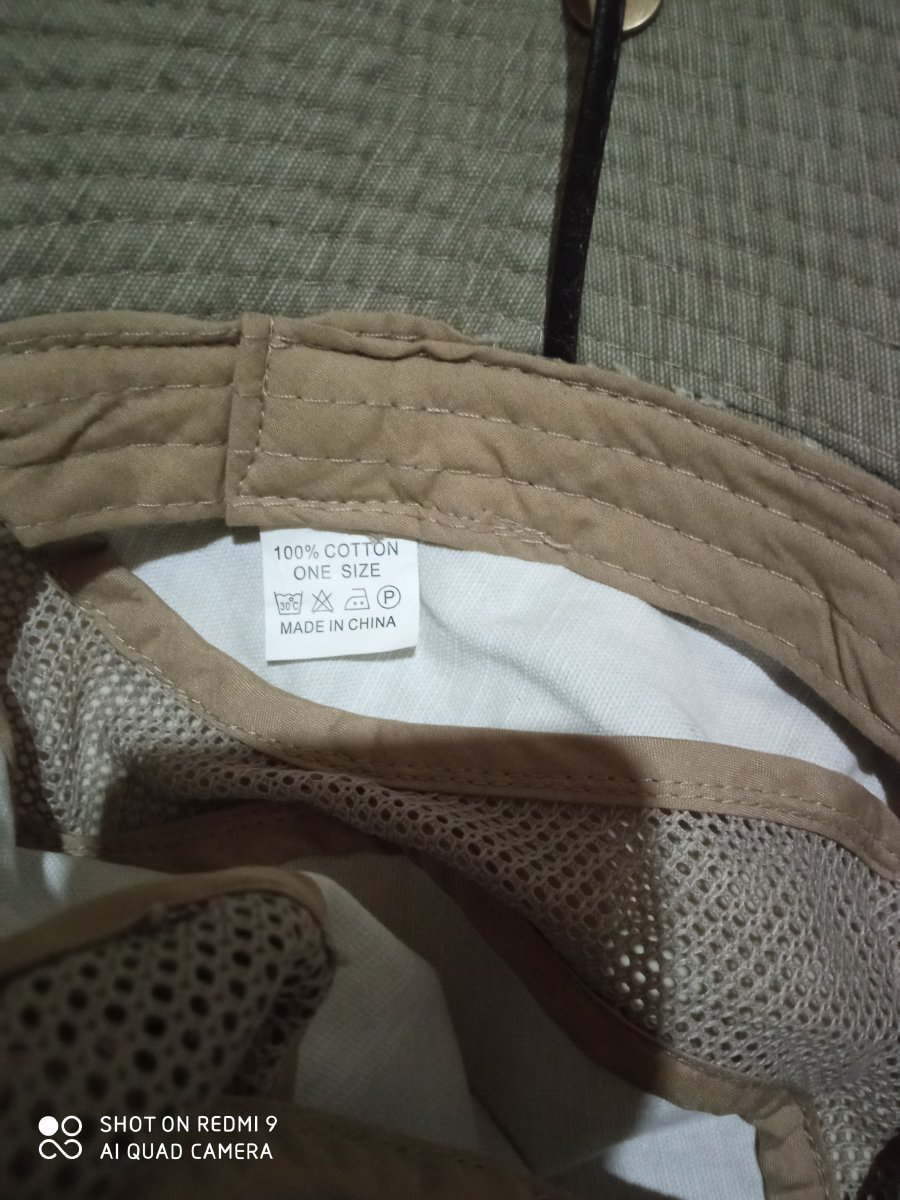 100% COTTON
ONE SIZE
30°C P
MADE IN CHINA
SHOT ON REDMI 9
AI QUAD CAMERA